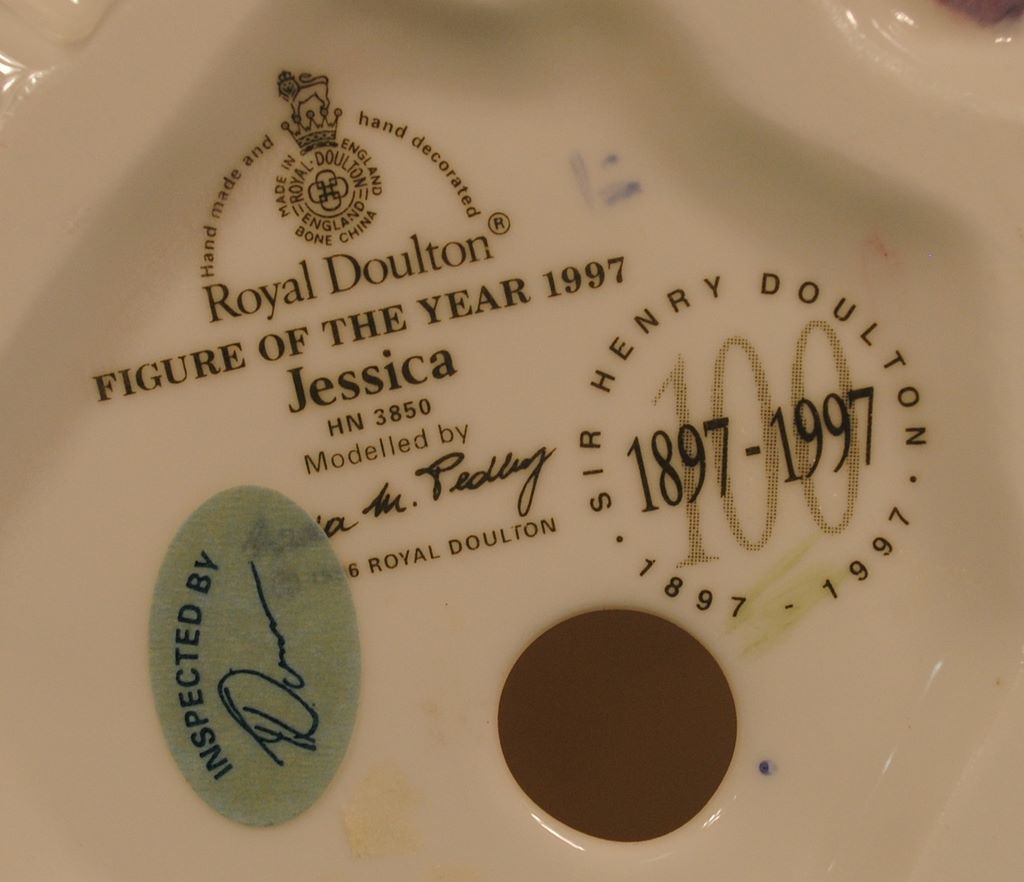 Hand made and hand decorated
MADE IN ENGLAND
ROYAL-DOULTON
ENGLAND
BONE CHINA
Royal Doulton®
FIGURE OF THE YEAR 1997
Jessica
HN 3850
Modelled by
M. Pedley
6 ROYAL DOULTON
INSPECTED BY
· SIR HENRY DOULTON ·
100
1897-1997
1897 - 1997